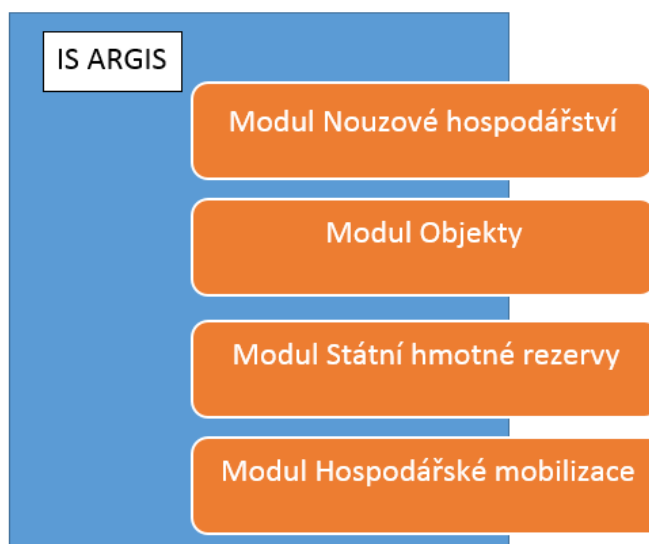 IS ARGIS
Modul Nouzové hospodářství
Modul Objekty
Modul Státní hmotné rezervy
Modul Hospodářské mobilizace